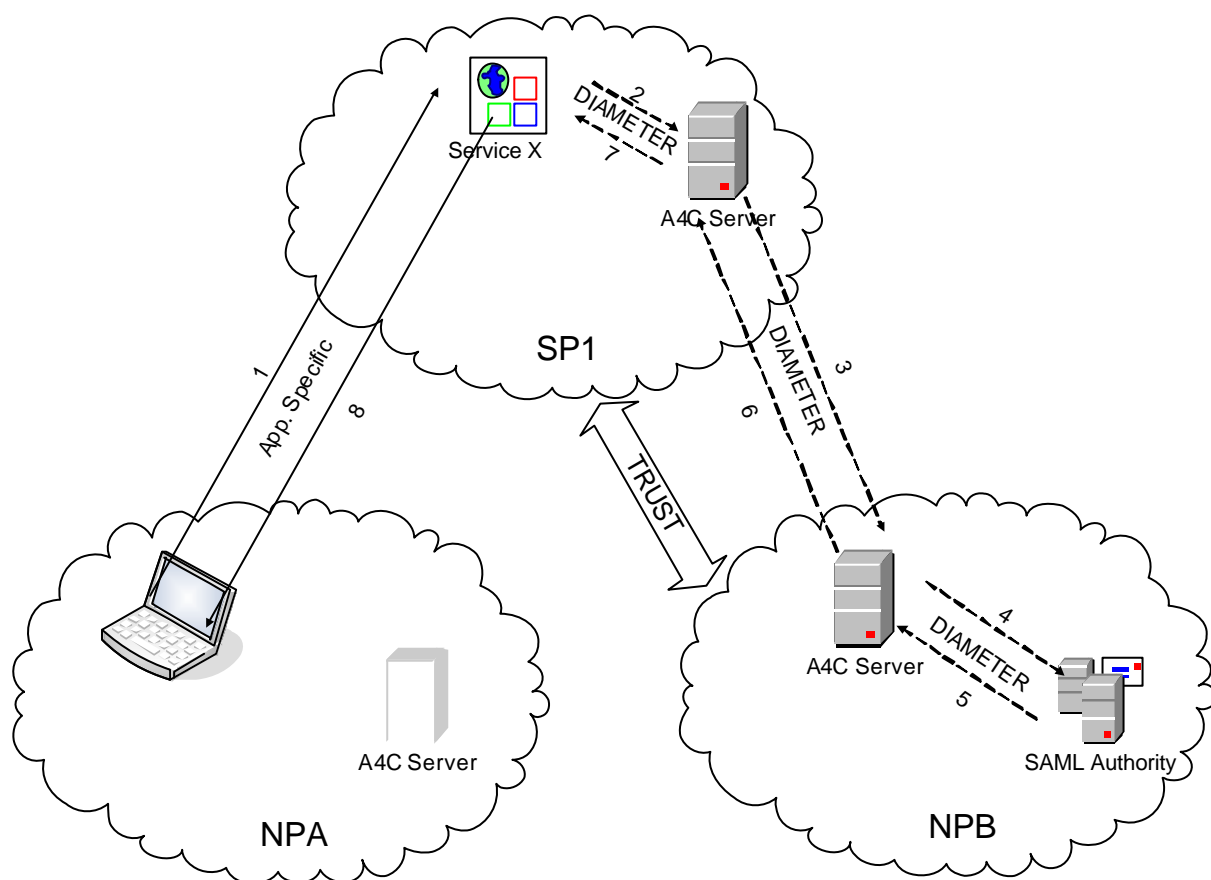 2
DIAMETER
7
Service X
A4C Server
SP1
1
App. Specific
8
DIAMETER
3
6
TRUST
A4C Server
4
DIAMETER
5
SAML Authority
NPB
A4C Server
NPA